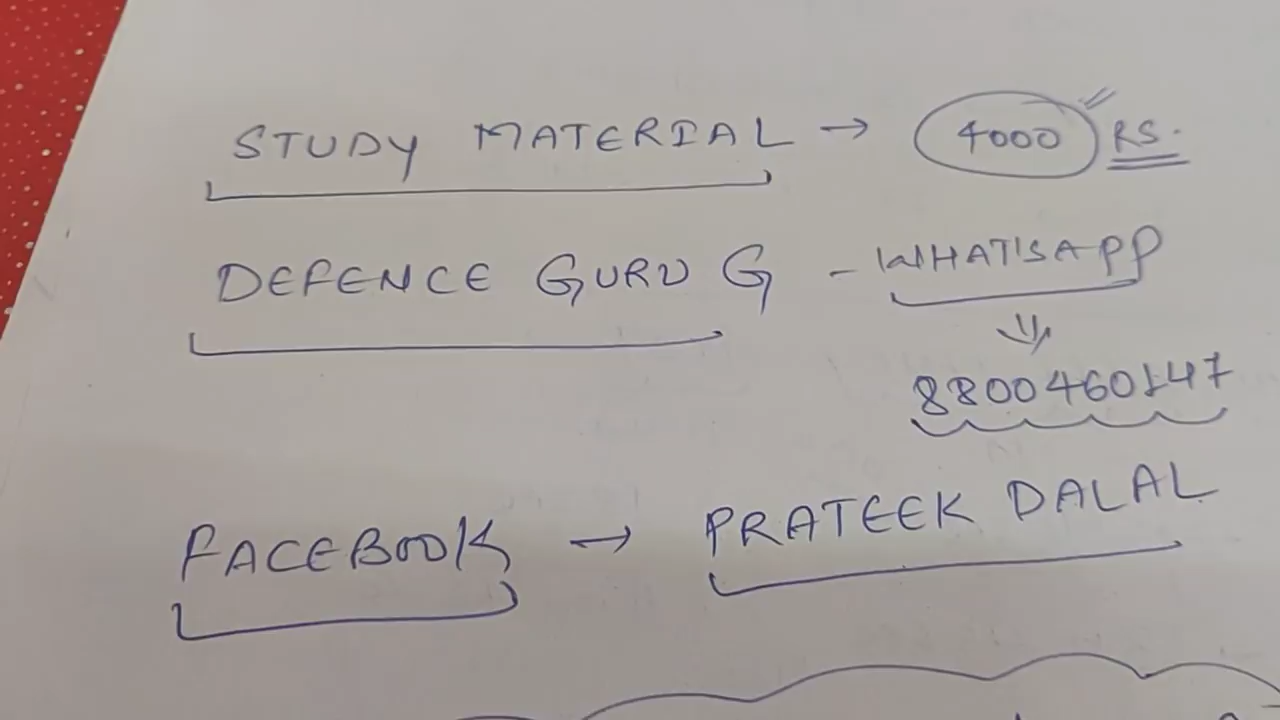 STUDY MATERIAL → 4000 RS.
DEFENCE GURU G - WHATSAPP
8800460147
FACEBOOK → PRATEEK DALAL